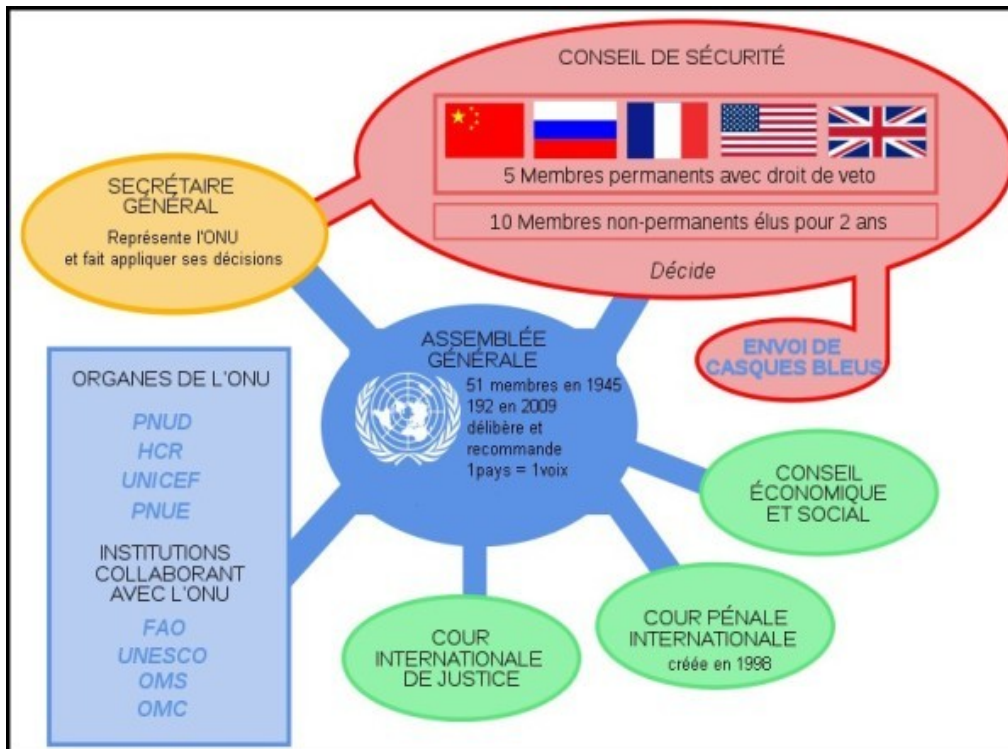 CONSEIL DE SÉCURITÉ
5 Membres permanents avec droit de veto
10 Membres non-permanents élus pour 2 ans
Décide
ENVOI DE
CASQUES BLEUS
SECRÉTAIRE
GÉNÉRAL
Représente l'ONU
et fait appliquer ses décisions
ASSEMBLÉE
GÉNÉRALE
51 membres en 1945
192 en 2009
délibère et
recommande
1pays = 1voix
ORGANES DE L'ONU
PNUD
HCR
UNICEF
PNUE
INSTITUTIONS
COLLABORANT
AVEC L'ONU
FAO
UNESCO
OMS
OMC
CONSEIL
ÉCONOMIQUE
ET SOCIAL
COUR PÉNALE
INTERNATIONALE
créée en 1998
COUR
INTERNATIONALE
DE JUSTICE